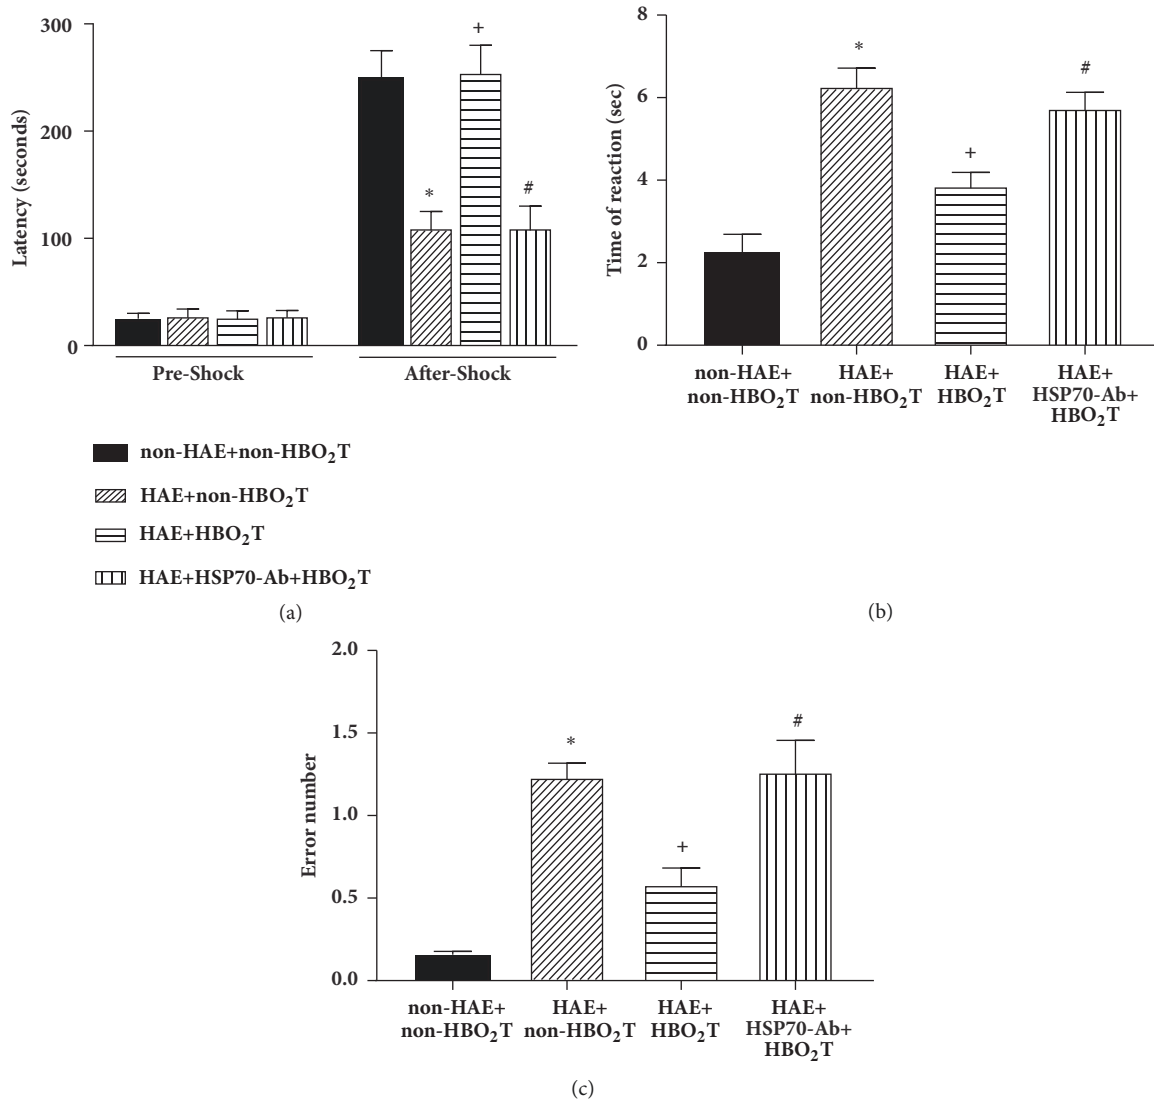 300
200
100
0
Latency (seconds)
*
+
#
Pre-Shock
After-Shock
non-HAE+non-HBO₂T
HAE+non-HBO₂T
HAE+HBO₂T
HAE+HSP70-Ab+HBO₂T
(a)
8
6
4
2
0
Time of reaction (sec)
*
+
#
non-HAE+
non-HBO₂T
HAE+
non-HBO₂T
HAE+
HBO₂T
HAE+
HSP70-Ab+
HBO₂T
(b)
2.0
1.5
1.0
0.5
0.0
Error number
*
+
#
non-HAE+
non-HBO₂T
HAE+
non-HBO₂T
HAE+
HBO₂T
HAE+
HSP70-Ab+
HBO₂T
(c)